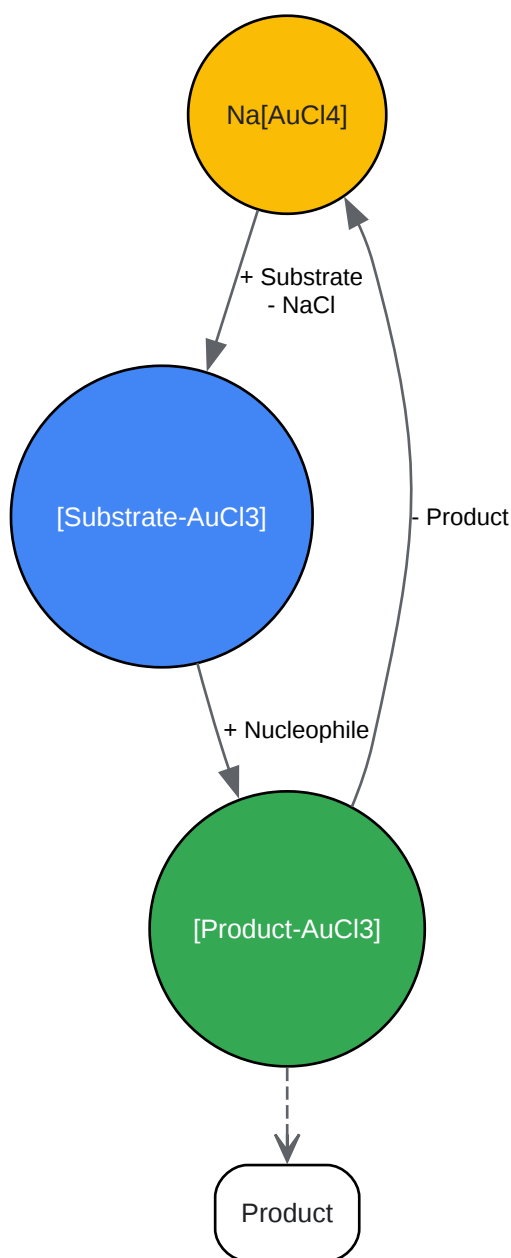 Na[AuCl4]
+ Substrate
- NaCl
[Substrate-AuCl3]
- Product
+ Nucleophile
[Product-AuCl3]
Product